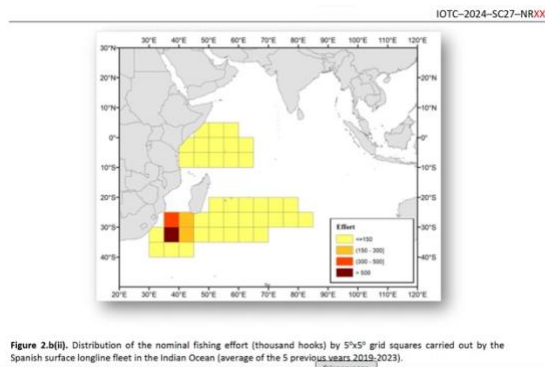 IOTC–2024–SC27–NRXX
30°E 40°E 50°E 60°E 70°E 80°E 90°E 100°E 110°E 120°E
20°N 20°N
10°N 10°N
0° 0°
10°S 10°S
20°S 20°S
30°S 30°S
40°S 40°S
Effort
<=150
(150 - 300]
(300 - 500]
> 500
20°E 30°E 40°E 50°E 60°E 70°E 80°E 90°E 100°E 110°E 120°E
Figure 2.b(ii). Distribution of the nominal fishing effort (thousand hooks) by 5ºx5º grid squares carried out by the
Spanish surface longline fleet in the Indian Ocean (average of the 5 previous years 2019-2023).